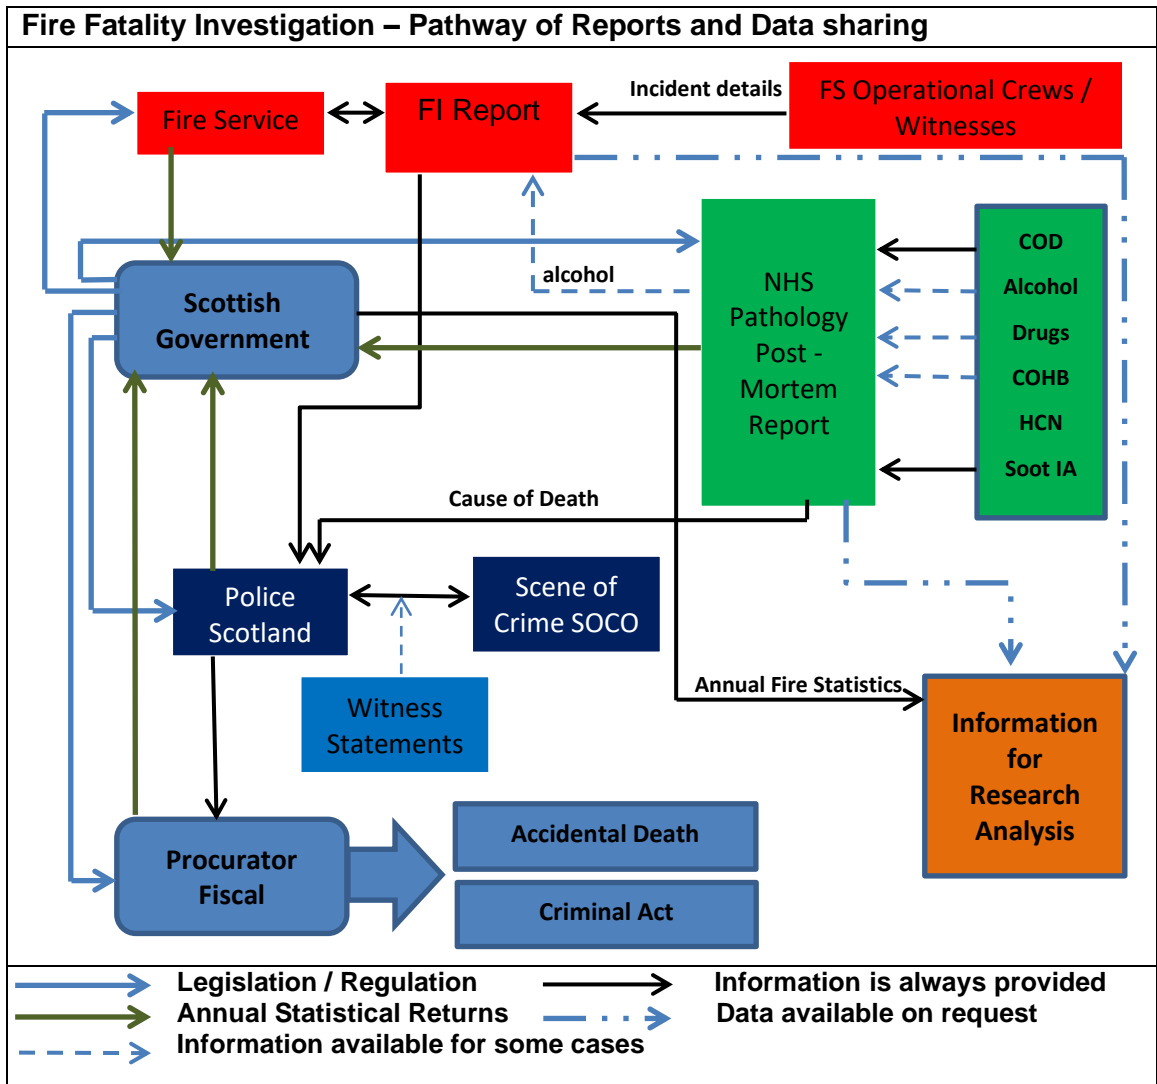 Fire Fatality Investigation – Pathway of Reports and Data sharing
Fire Service
FI Report
Incident details
FS Operational Crews /
Witnesses
alcohol
Scottish
Government
NHS
Pathology
Post -
Mortem
Report
COD
Alcohol
Drugs
COHB
HCN
Soot IA
Cause of Death
Police
Scotland
Scene of
Crime SOCO
Witness
Statements
Annual Fire Statistics
Information
for
Research
Analysis
Procurator
Fiscal
Accidental Death
Criminal Act
Legislation / Regulation
Information is always provided
Annual Statistical Returns
Data available on request
Information available for some cases